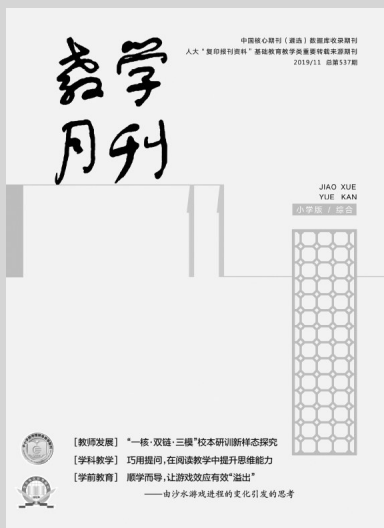 中国核心期刊(遴选)数据库收录期刊
人大“复印报刊资料”基础教育教学类重要转载来源期刊
2019/11 总第537期
教学
月刊
JIAO XUE
YUE KAN
小学版 / 综合
11
[教师发展] “一核·双链·三模”校本研训新样态探究
[学科教学] 巧用提问,在阅读教学中提升思维能力
[学前教育] 顺学而导,让游戏效应有效“溢出”
——由沙水游戏进程的变化引发的思考